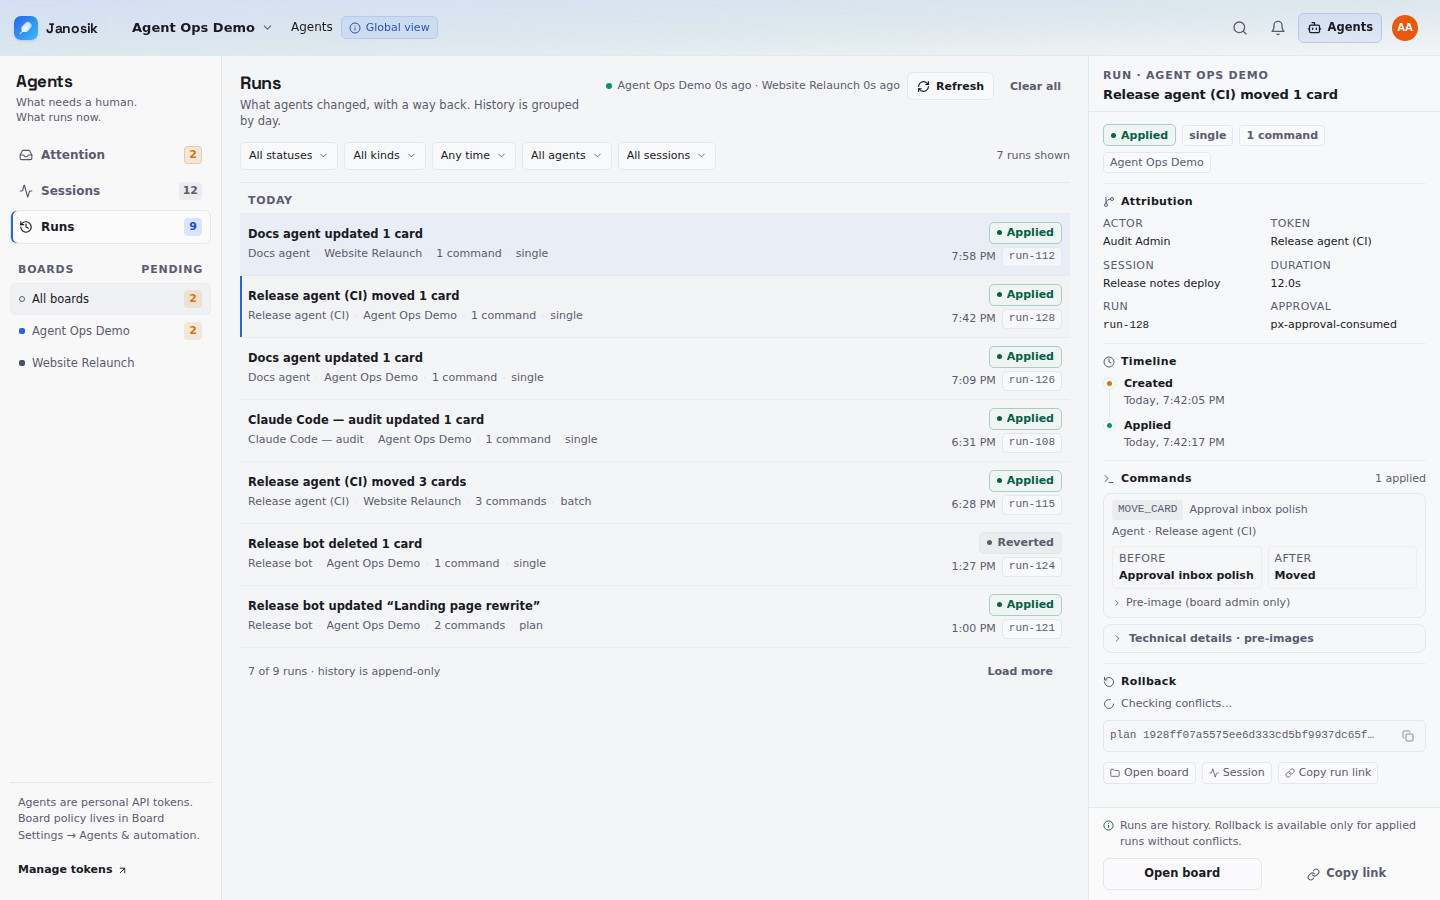 Janosik
Agent Ops Demo
Agents
Global view
Agents
AA
Agents
What needs a human.
What runs now.
Attention 2
Sessions 12
Runs 9
BOARDS PENDING
All boards 2
Agent Ops Demo 2
Website Relaunch
Agents are personal API tokens.
Board policy lives in Board
Settings → Agents & automation.
Manage tokens
Runs
What agents changed, with a way back. History is grouped
by day.
Agent Ops Demo 0s ago · Website Relaunch 0s ago
Refresh
Clear all
All statuses
All kinds
Any time
All agents
All sessions
7 runs shown
TODAY
Docs agent updated 1 card
Applied
Docs agent · Website Relaunch · 1 command · single
7:58 PM run-112
Release agent (CI) moved 1 card
Applied
Release agent (CI) · Agent Ops Demo · 1 command · single
7:42 PM run-128
Docs agent updated 1 card
Applied
Docs agent · Agent Ops Demo · 1 command · single
7:09 PM run-126
Claude Code — audit updated 1 card
Applied
Claude Code — audit · Agent Ops Demo · 1 command · single
6:31 PM run-108
Release agent (CI) moved 3 cards
Applied
Release agent (CI) · Website Relaunch · 3 commands · batch
6:28 PM run-115
Release bot deleted 1 card
Reverted
Release bot · Agent Ops Demo · 1 command · single
1:27 PM run-124
Release bot updated “Landing page rewrite”
Applied
Release bot · Agent Ops Demo · 2 commands · plan
1:00 PM run-121
7 of 9 runs · history is append-only
Load more
RUN · AGENT OPS DEMO
Release agent (CI) moved 1 card
Applied
single
1 command
Agent Ops Demo
Attribution
ACTOR TOKEN
Audit Admin Release agent (CI)
SESSION DURATION
Release notes deploy 12.0s
RUN APPROVAL
run-128 px-approval-consumed
Timeline
Created
Today, 7:42:05 PM
Applied
Today, 7:42:17 PM
Commands 1 applied
MOVE_CARD Approval inbox polish
Agent · Release agent (CI)
BEFORE AFTER
Approval inbox polish Moved
Pre-image (board admin only)
Technical details · pre-images
Rollback
Checking conflicts…
plan 1928ff07a5575ee6d333cd5bf9937dc65f…
Open board
Session
Copy run link
Runs are history. Rollback is available only for applied
runs without conflicts.
Open board
Copy link